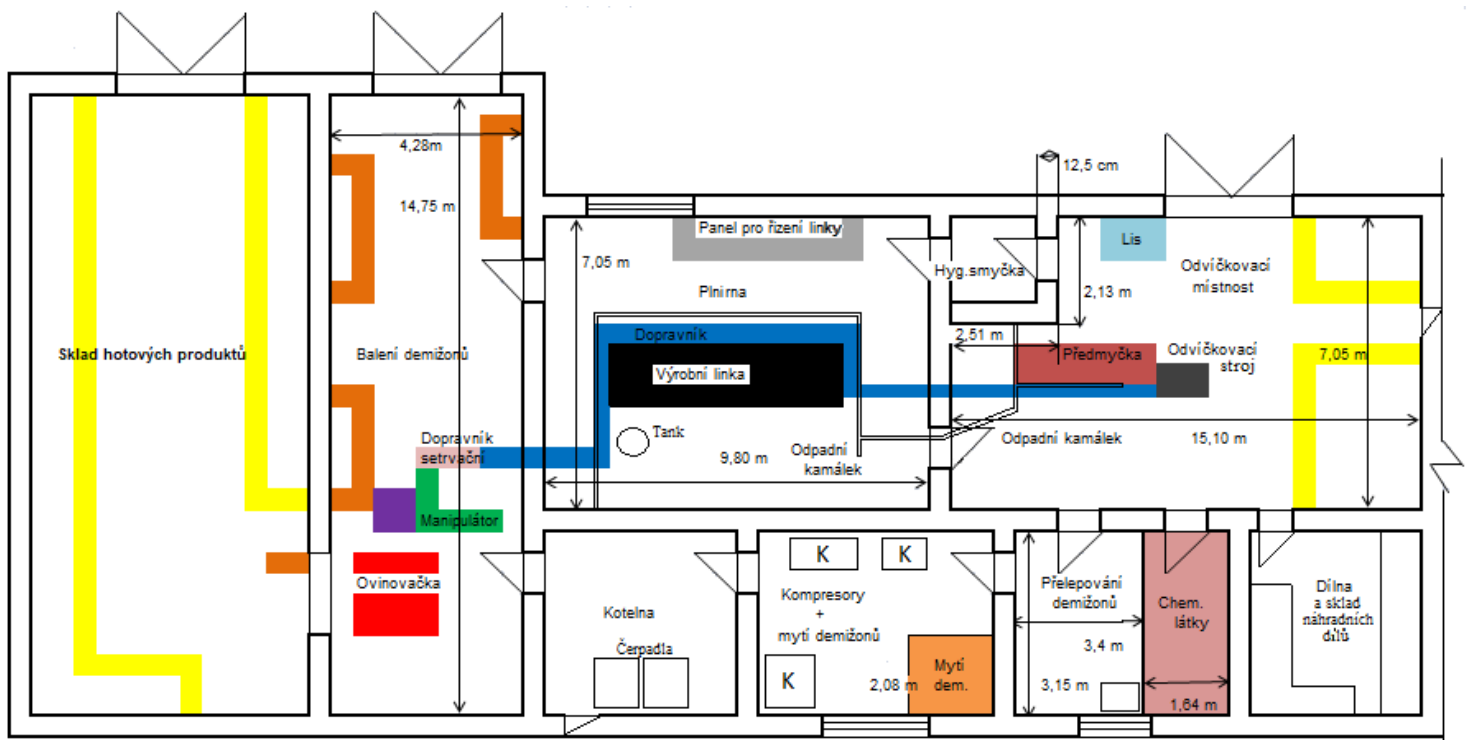 12,5 cm
4,28m
14,75 m
Panel pro řízení linky
Lis
7,05 m
Hyg.smyčka
Odvíčkovací
místnost
Plnirna
2,13 m
Dopravník
2,51 m
Sklad hotových produktů
Balení demižonů
Předmyčka
Odvíčkovací
stroj
7,05 m
Výrobní linka
Tank
Dopravník
setrvační
9,80 m
Odpadní
kamálek
Odpadní kamálek
15,10 m
Manipulátor
K
K
Ovinovačka
Kotelna
Čerpadla
Kompresory
+
mytí demižonů
K
2,08 m
Mytí
dem.
Přelepování
demižonů
3,4 m
3,15 m
Chem.
látky
1,64 m
Dílna
a sklad
náhradních
dílů